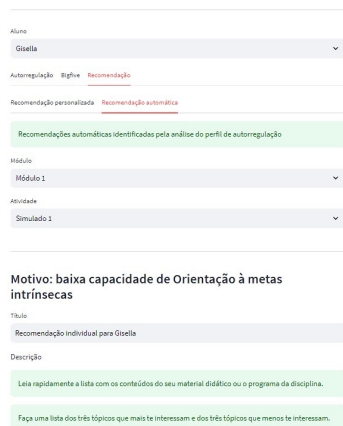 Aluno
Gisella
Autorregulação Bigfive Recomendação
Recomendação personalizada Recomendação automática
Recomendações automáticas identificadas pela análise do perfil de autorregulação
Módulo
Módulo 1
Atividade
Simulado 1
Motivo: baixa capacidade de Orientação à metas
intrínsecas
Título
Recomendação individual para Gisella
Descrição
Leia rapidamente a lista com os conteúdos do seu material didático ou o programa da disciplina.
Faça uma lista dos três tópicos que mais te interessam e dos três tópicos que menos te interessam.